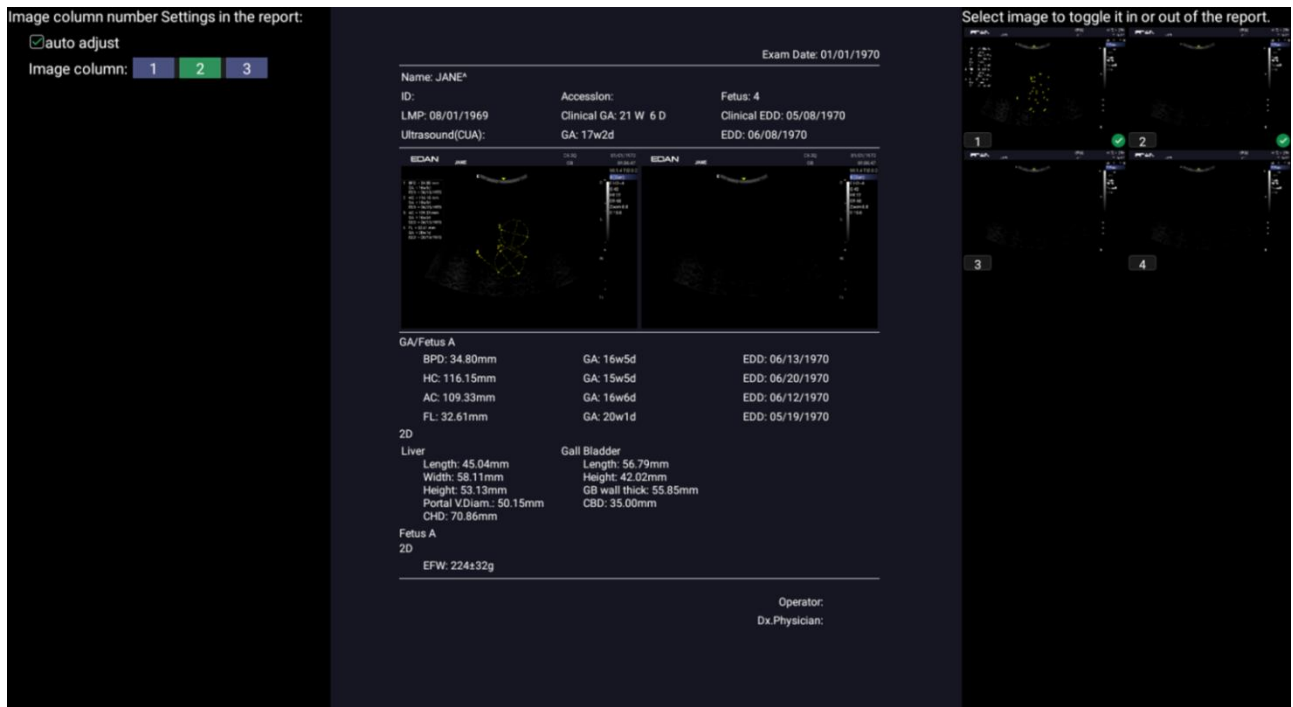 Image column number Settings in the report:
auto adjust
Image column: 1 2 3
Exam Date: 01/01/1970
Name: JANE^
ID: Accession: Fetus: 4
LMP: 08/01/1969 Clinical GA: 21 W 6 D Clinical EDD: 05/08/1970
Ultrasound(CUA): GA: 17w2d EDD: 06/08/1970
EDAN JANE EDAN JANE
GA/Fetus A
BPD: 34.80mm GA: 16w5d EDD: 06/13/1970
HC: 116.15mm GA: 15w5d EDD: 06/20/1970
AC: 109.33mm GA: 16w6d EDD: 06/12/1970
FL: 32.61mm GA: 20w1d EDD: 05/19/1970
2D
Liver Gall Bladder
Length: 45.04mm Length: 56.79mm
Width: 58.11mm Height: 42.02mm
Height: 53.13mm GB wall thick: 55.85mm
Portal V.Diam.: 50.15mm CBD: 35.00mm
CHD: 70.86mm
Fetus A
2D
EFW: 224±32g
Operator:
Dx.Physician:
Select image to toggle it in or out of the report.
1 2
3 4